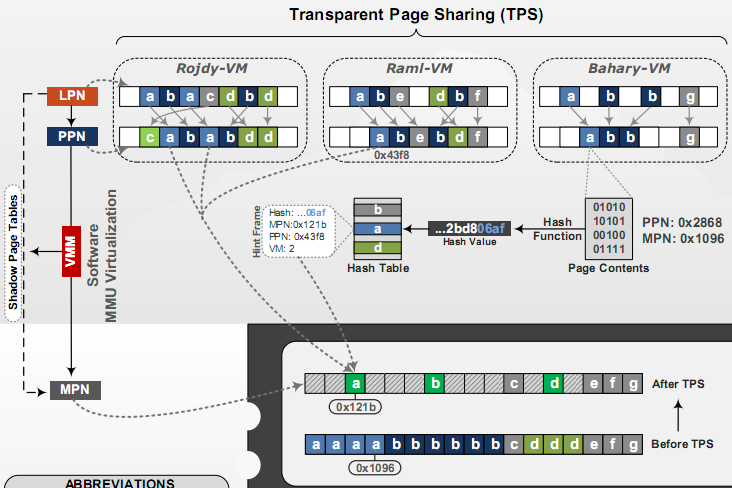 Transparent Page Sharing (TPS)
Rojdy-VM
Raml-VM
Bahary-VM
LPN
a b a c d b d
a b e d b f
a b b g
PPN
c a b a b d d
a b e b d f
a b b g
0x43f8
Shadow Page Tables
VMM
Software
MMU Virtualization
Hint Frame
Hash: ...06af
MPN:0x121b
PPN: 0x43f8
VM: 2
b
a
d
Hash Table
...2bd806af
Hash Value
Hash
Function
01010
10101
00100
01111
Page Contents
PPN: 0x2868
MPN: 0x1096
MPN
a b c d e f g
After TPS
0x121b
a a a a b b b b b b c d d d e f g
Before TPS
0x1096
ABBREVIATIONS